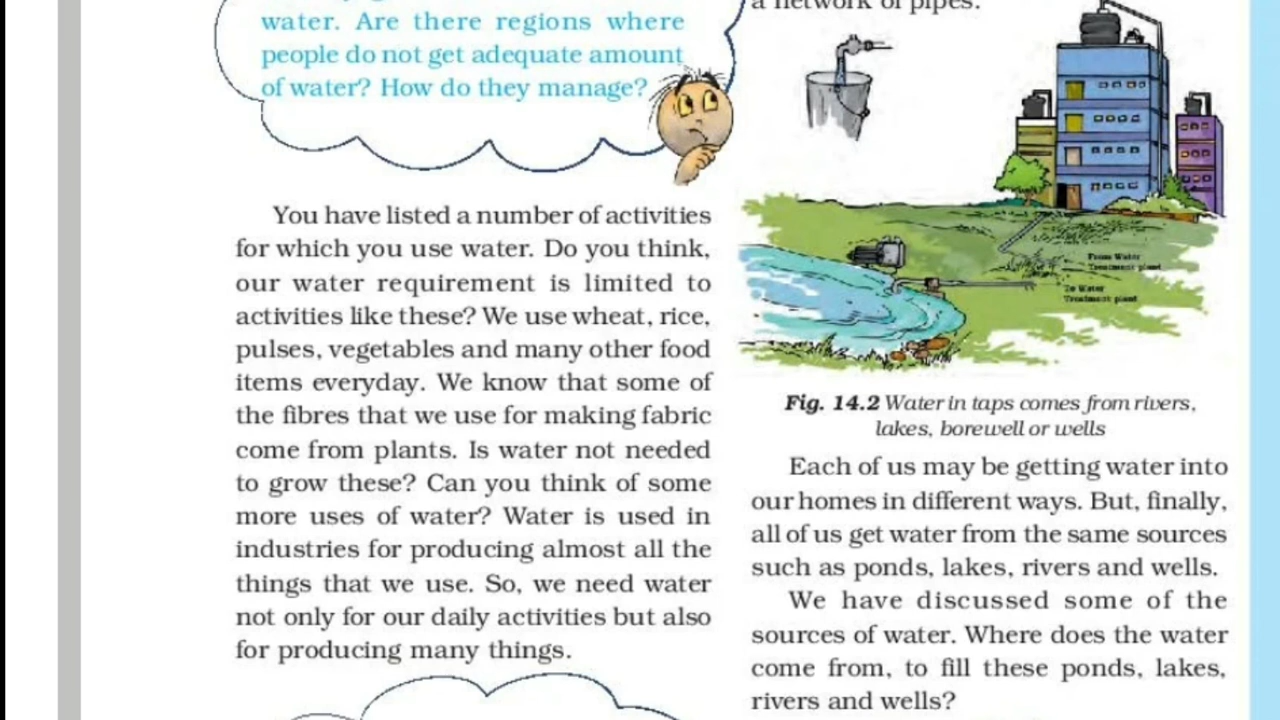 water. Are there regions where
people do not get adequate amount
of water? How do they manage?
You have listed a number of activities
for which you use water. Do you think,
our water requirement is limited to
activities like these? We use wheat, rice,
pulses, vegetables and many other food
items everyday. We know that some of
the fibres that we use for making fabric
come from plants. Is water not needed
to grow these? Can you think of some
more uses of water? Water is used in
industries for producing almost all the
things that we use. So, we need water
not only for our daily activities but also
for producing many things.
a network of pipes.
From Water
Treatment plant
To Water
Treatment plant
Fig. 14.2 Water in taps comes from rivers,
lakes, borewell or wells
Each of us may be getting water into
our homes in different ways. But, finally,
all of us get water from the same sources
such as ponds, lakes, rivers and wells.
We have discussed some of the
sources of water. Where does the water
come from, to fill these ponds, lakes,
rivers and wells?